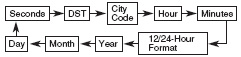 Seconds
DST
City
Code
Hour
Minutes
Day
Month
Year
12/24-Hour
Format